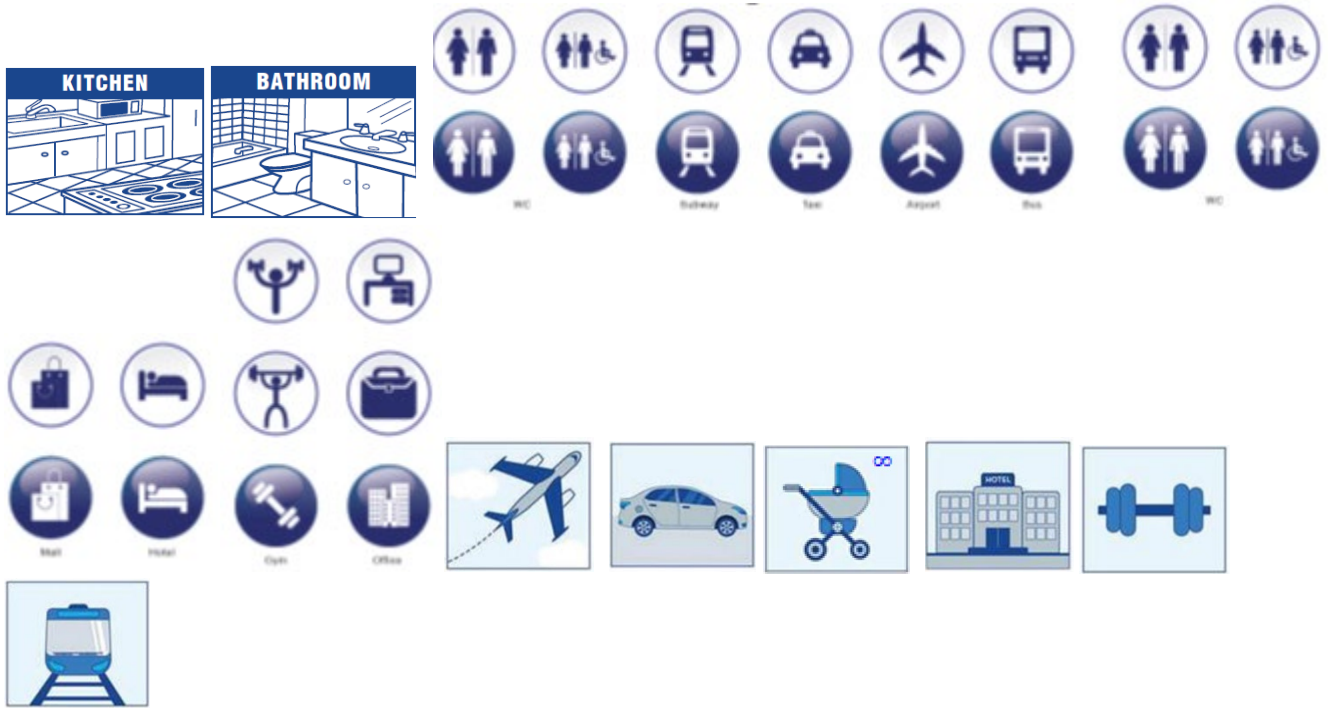 KITCHEN
BATHROOM
WC
Subway
Taxi
Airport
Bus
WC
Mall
Hotel
Gym
Office
HOTEL